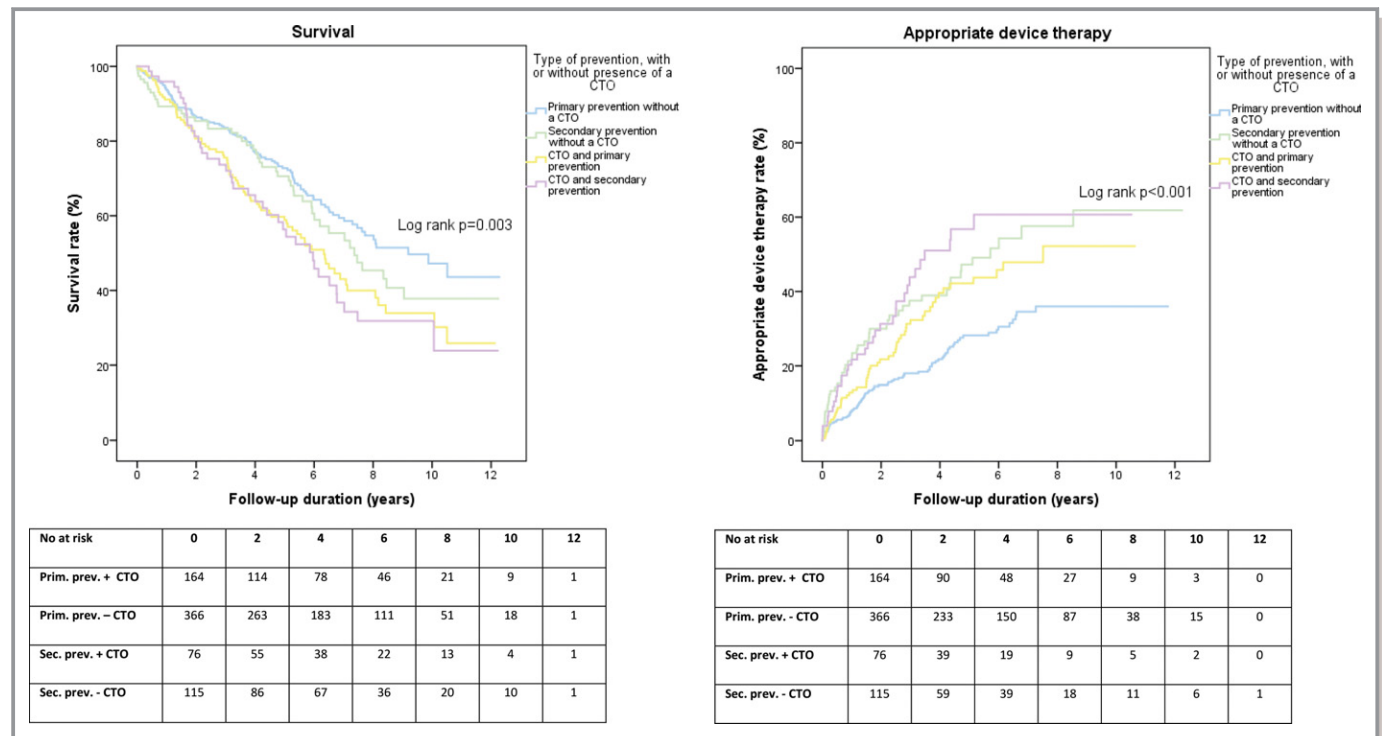 Survival
Type of prevention, with
or without presence of a
CTO
Primary prevention without
a CTO
Secondary prevention
without a CTO
CTO and primary
prevention
CTO and secondary
prevention
Log rank p=0.003
Survival rate (%)
100
80
60
40
20
0
0 2 4 6 8 10 12
Follow-up duration (years)
No at risk 0 2 4 6 8 10 12
Prim. prev. + CTO 164 114 78 46 21 9 1
Prim. prev. – CTO 366 263 183 111 51 18 1
Sec. prev. + CTO 76 55 38 22 13 4 1
Sec. prev. - CTO 115 86 67 36 20 10 1
Appropriate device therapy
Type of prevention, with
or without presence of a
CTO
Primary prevention without
a CTO
Secondary prevention
without a CTO
CTO and primary
prevention
CTO and secondary
prevention
Log rank p<0.001
Appropriate device therapy rate (%)
100
80
60
40
20
0
0 2 4 6 8 10 12
Follow-up duration (years)
No at risk 0 2 4 6 8 10 12
Prim. prev. + CTO 164 90 48 27 9 3 0
Prim. prev. - CTO 366 233 150 87 38 15 0
Sec. prev. + CTO 76 39 19 9 5 2 0
Sec. prev. - CTO 115 59 39 18 11 6 1